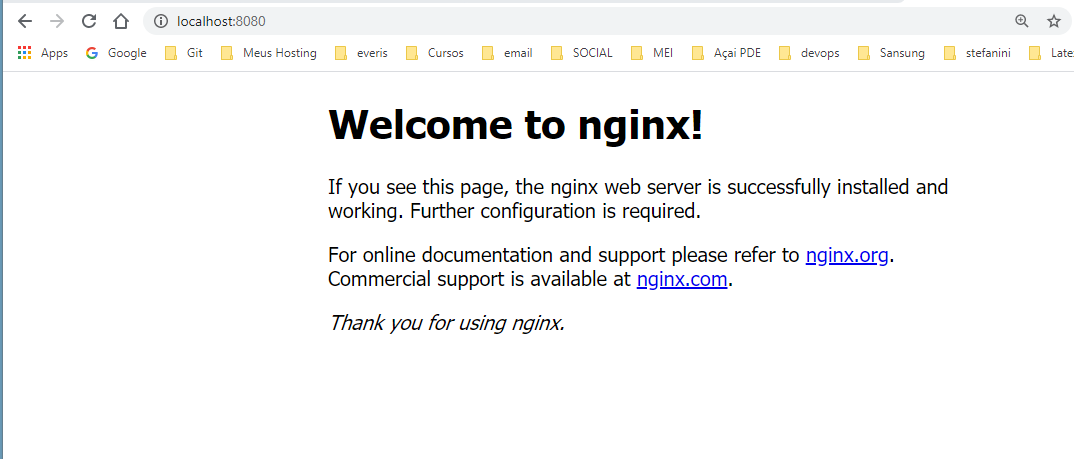 localhost:8080
Apps Google Git Meus Hosting everis Cursos email SOCIAL MEI Açai PDE devops Sansung stefanini Late
Welcome to nginx!
If you see this page, the nginx web server is successfully installed and
working. Further configuration is required.
For online documentation and support please refer to nginx.org.
Commercial support is available at nginx.com.
Thank you for using nginx.